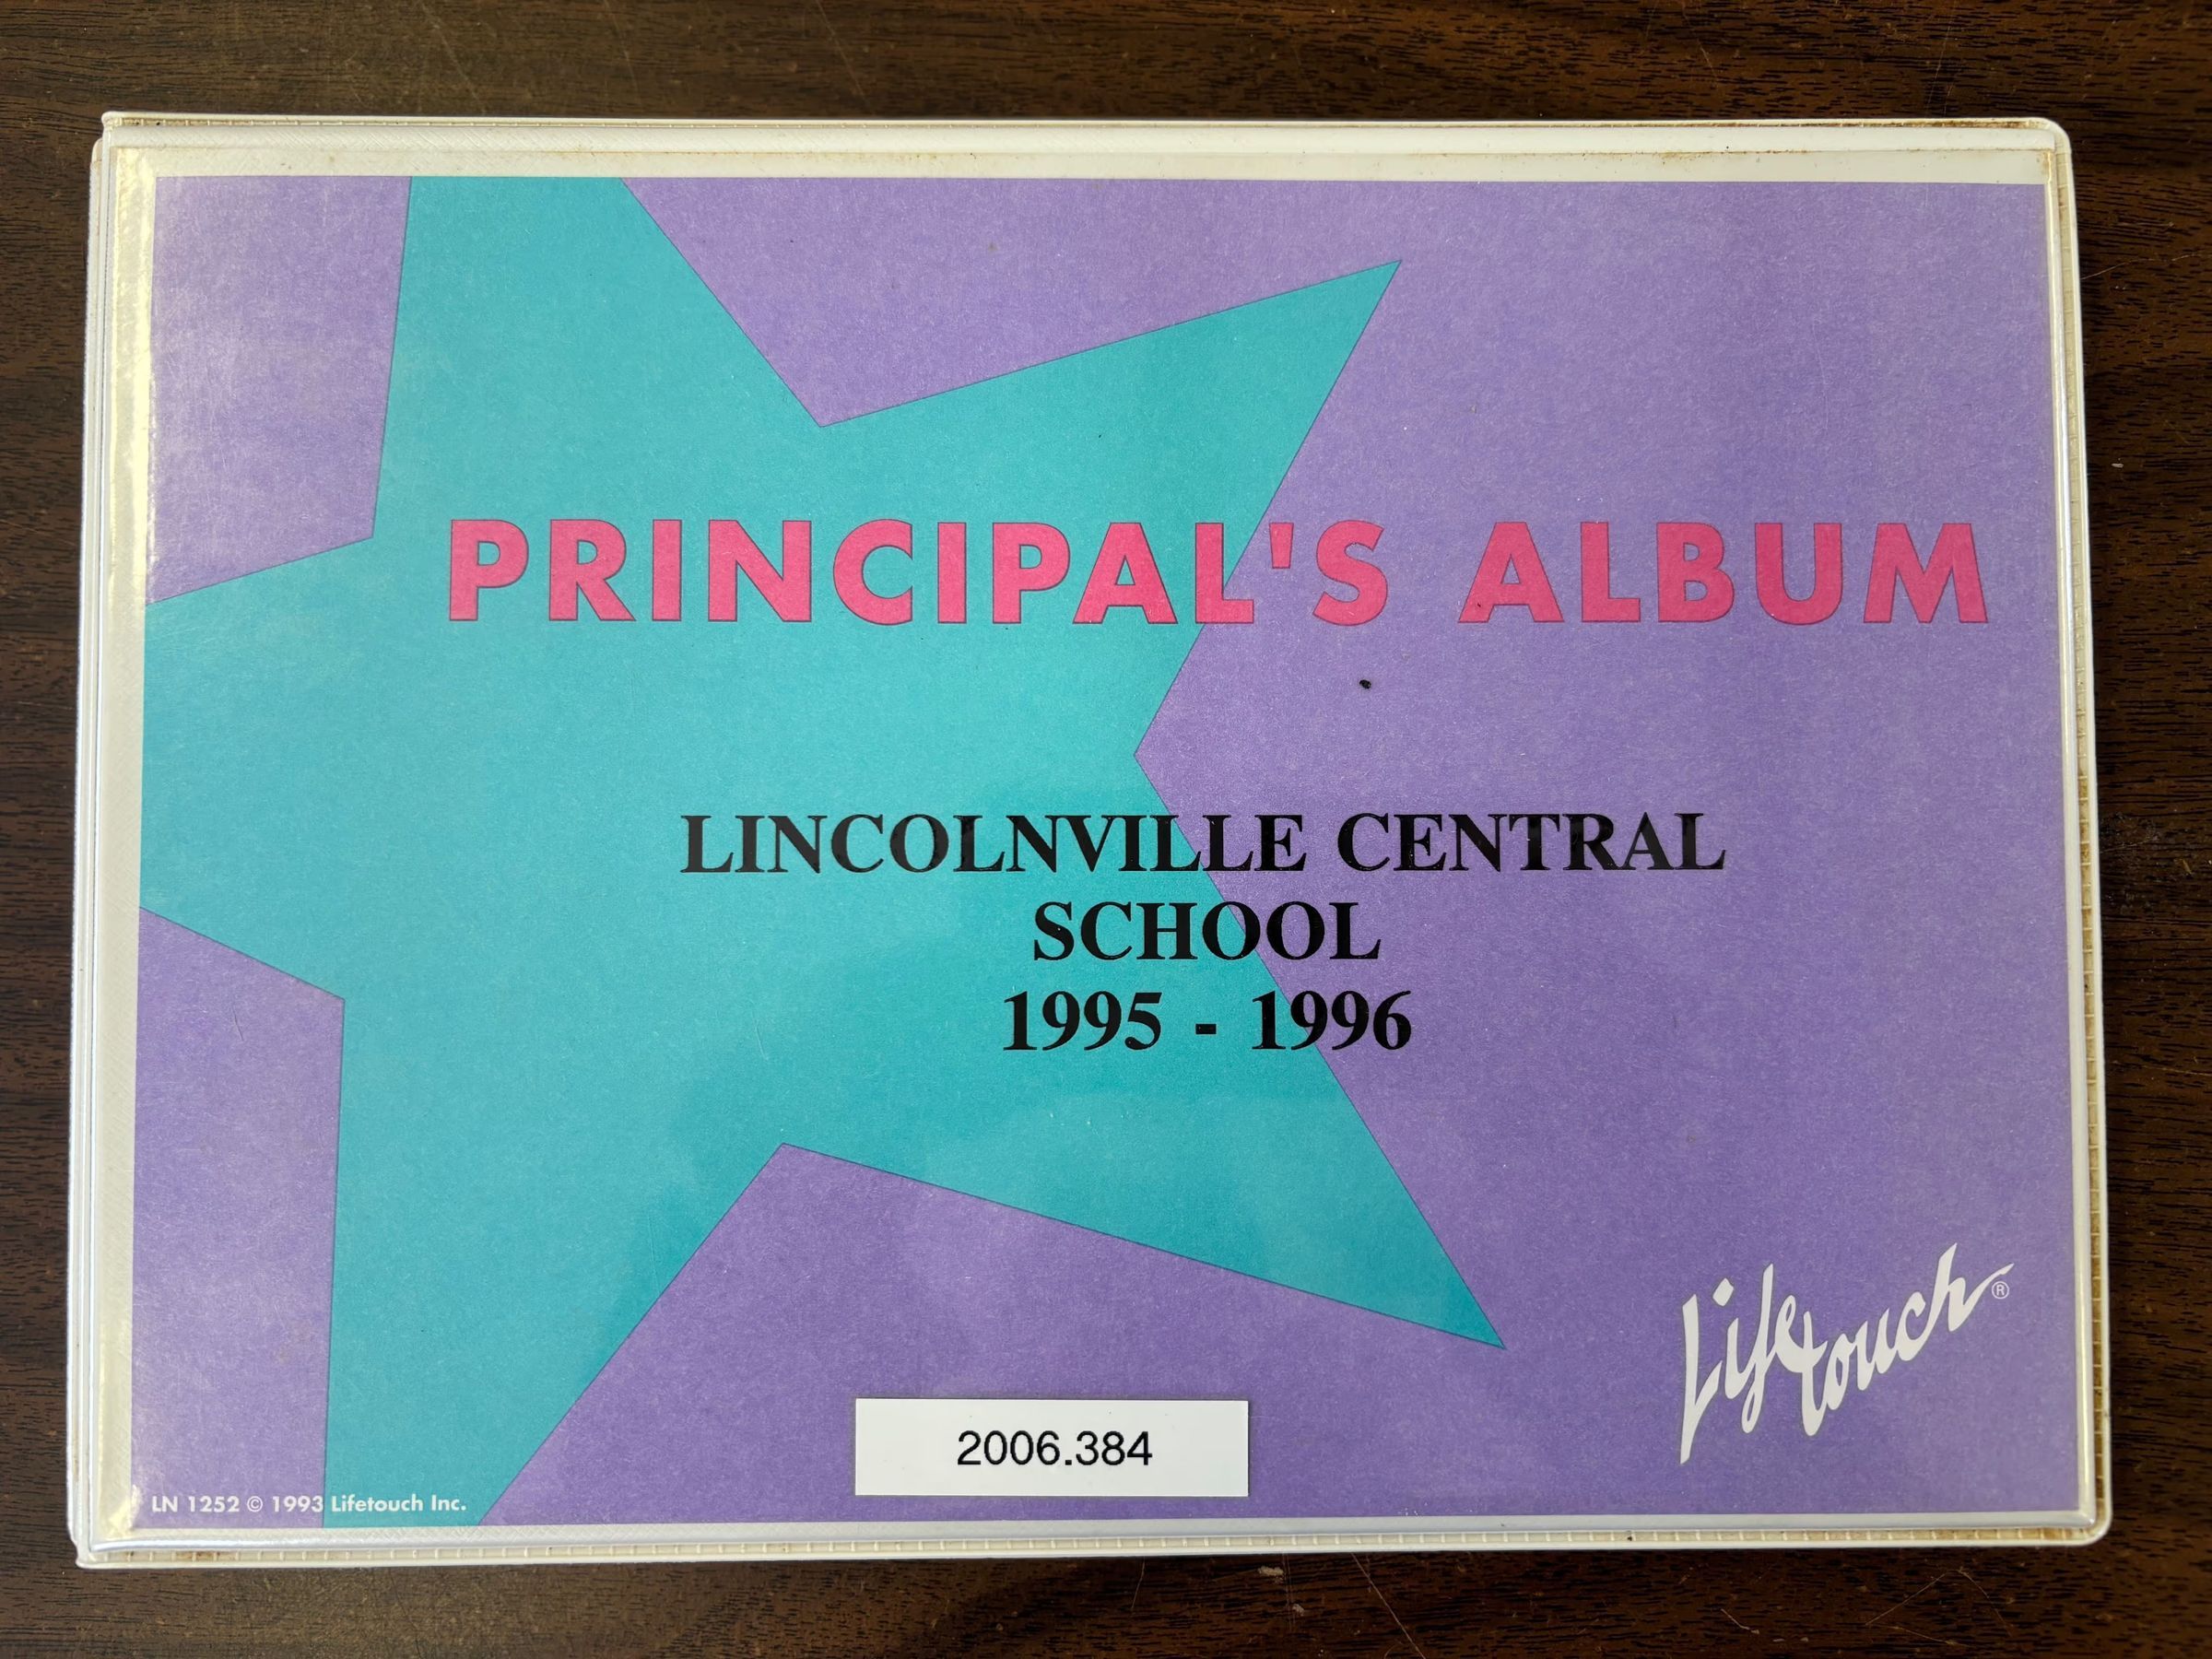 PRINCIPAL'S ALBUM
LINCOLNVILLE CENTRAL
SCHOOL
1995 - 1996
Lifetouch®
2006.384
LN 1252 © 1993 Lifetouch Inc.